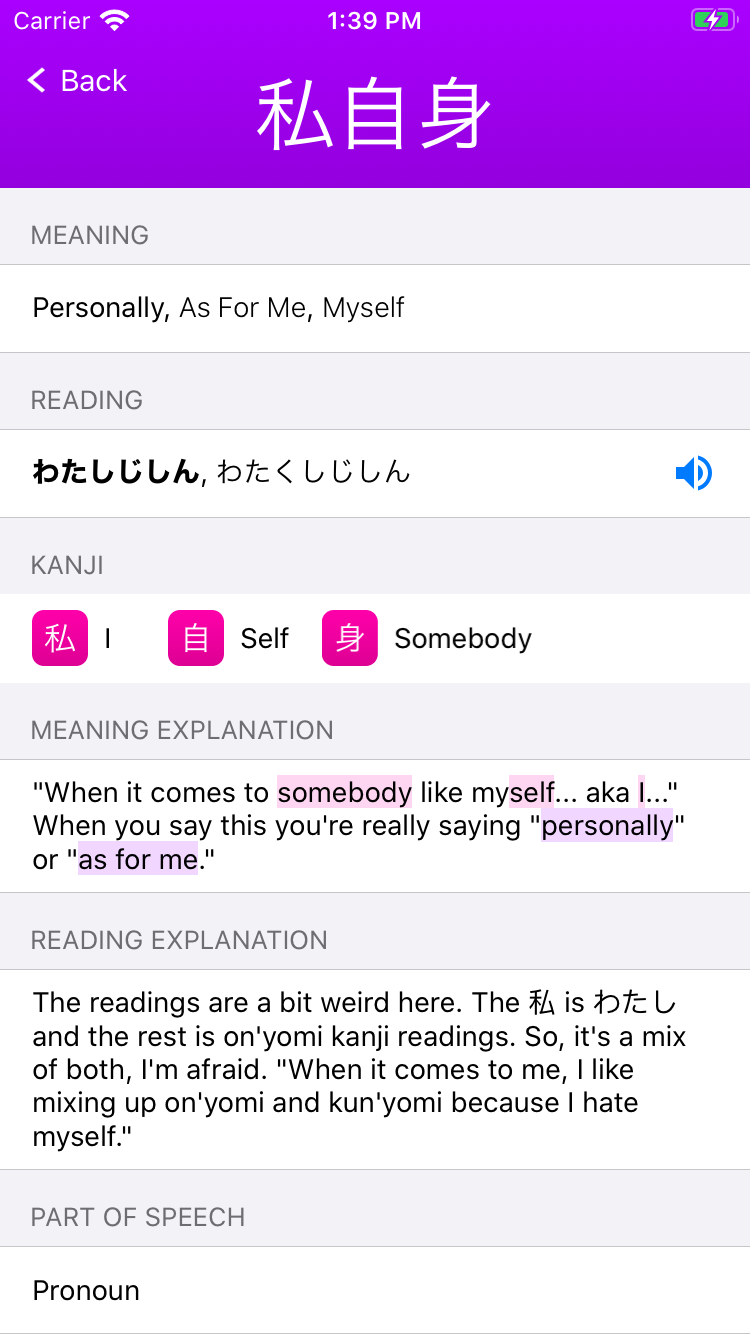 Carrier 1:39 PM
Back
私自身
MEANING
Personally, As For Me, Myself
READING
わたしじしん, わたくしじしん
KANJI
私 I 自 Self 身 Somebody
MEANING EXPLANATION
"When it comes to somebody like myself... aka I..."
When you say this you're really saying "personally"
or "as for me."
READING EXPLANATION
The readings are a bit weird here. The 私 is わたし
and the rest is on'yomi kanji readings. So, it's a mix
of both, I'm afraid. "When it comes to me, I like
mixing up on'yomi and kun'yomi because I hate
myself."
PART OF SPEECH
Pronoun